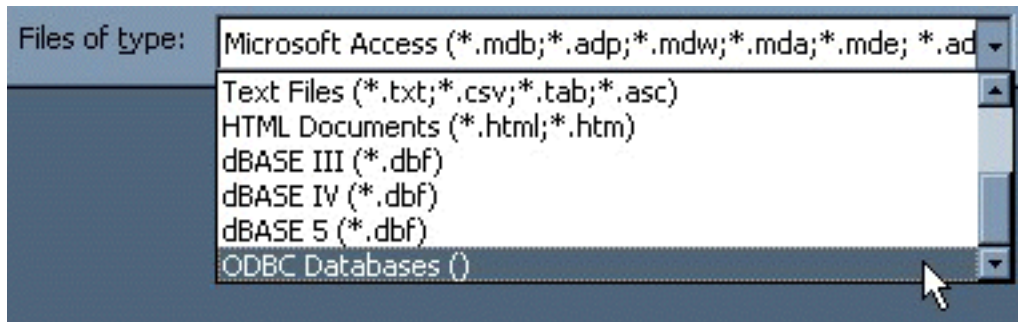 Files of type:
Microsoft Access (*.mdb;*.adp;*.mdw;*.mda;*.mde; *.ad
Text Files (*.txt;*.csv;*.tab;*.asc)
HTML Documents (*.html;*.htm)
dBASE III (*.dbf)
dBASE IV (*.dbf)
dBASE 5 (*.dbf)
ODBC Databases ()